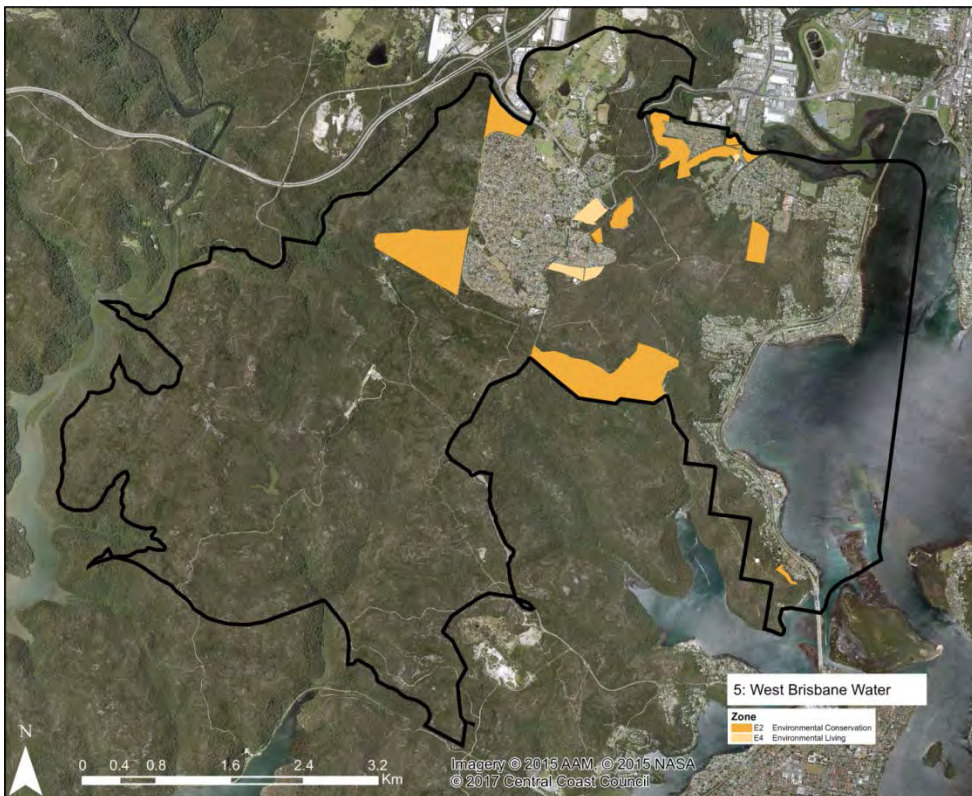 5: West Brisbane Water
Zone
E2 Environmental Conservation
E4 Environmental Living
N
0 0.4 0.8 1.6 2.4 3.2
Km
Imagery © 2015 AAM, © 2015 NASA
© 2017 Central Coast Council